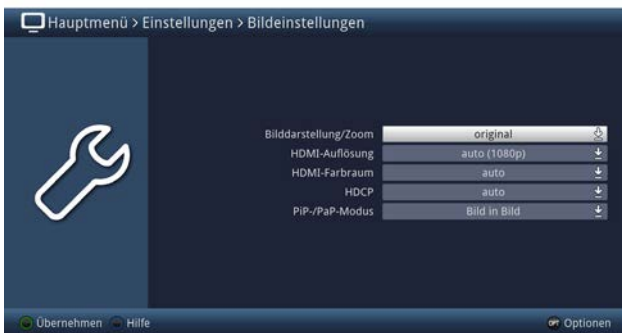 Hauptmenü > Einstellungen > Bildeinstellungen
Bilddarstellung/Zoom original
HDMI-Auflösung auto (1080p)
HDMI-Farbraum auto
HDCP auto
PiP-/PaP-Modus Bild in Bild
Übernehmen Hilfe OPT Optionen